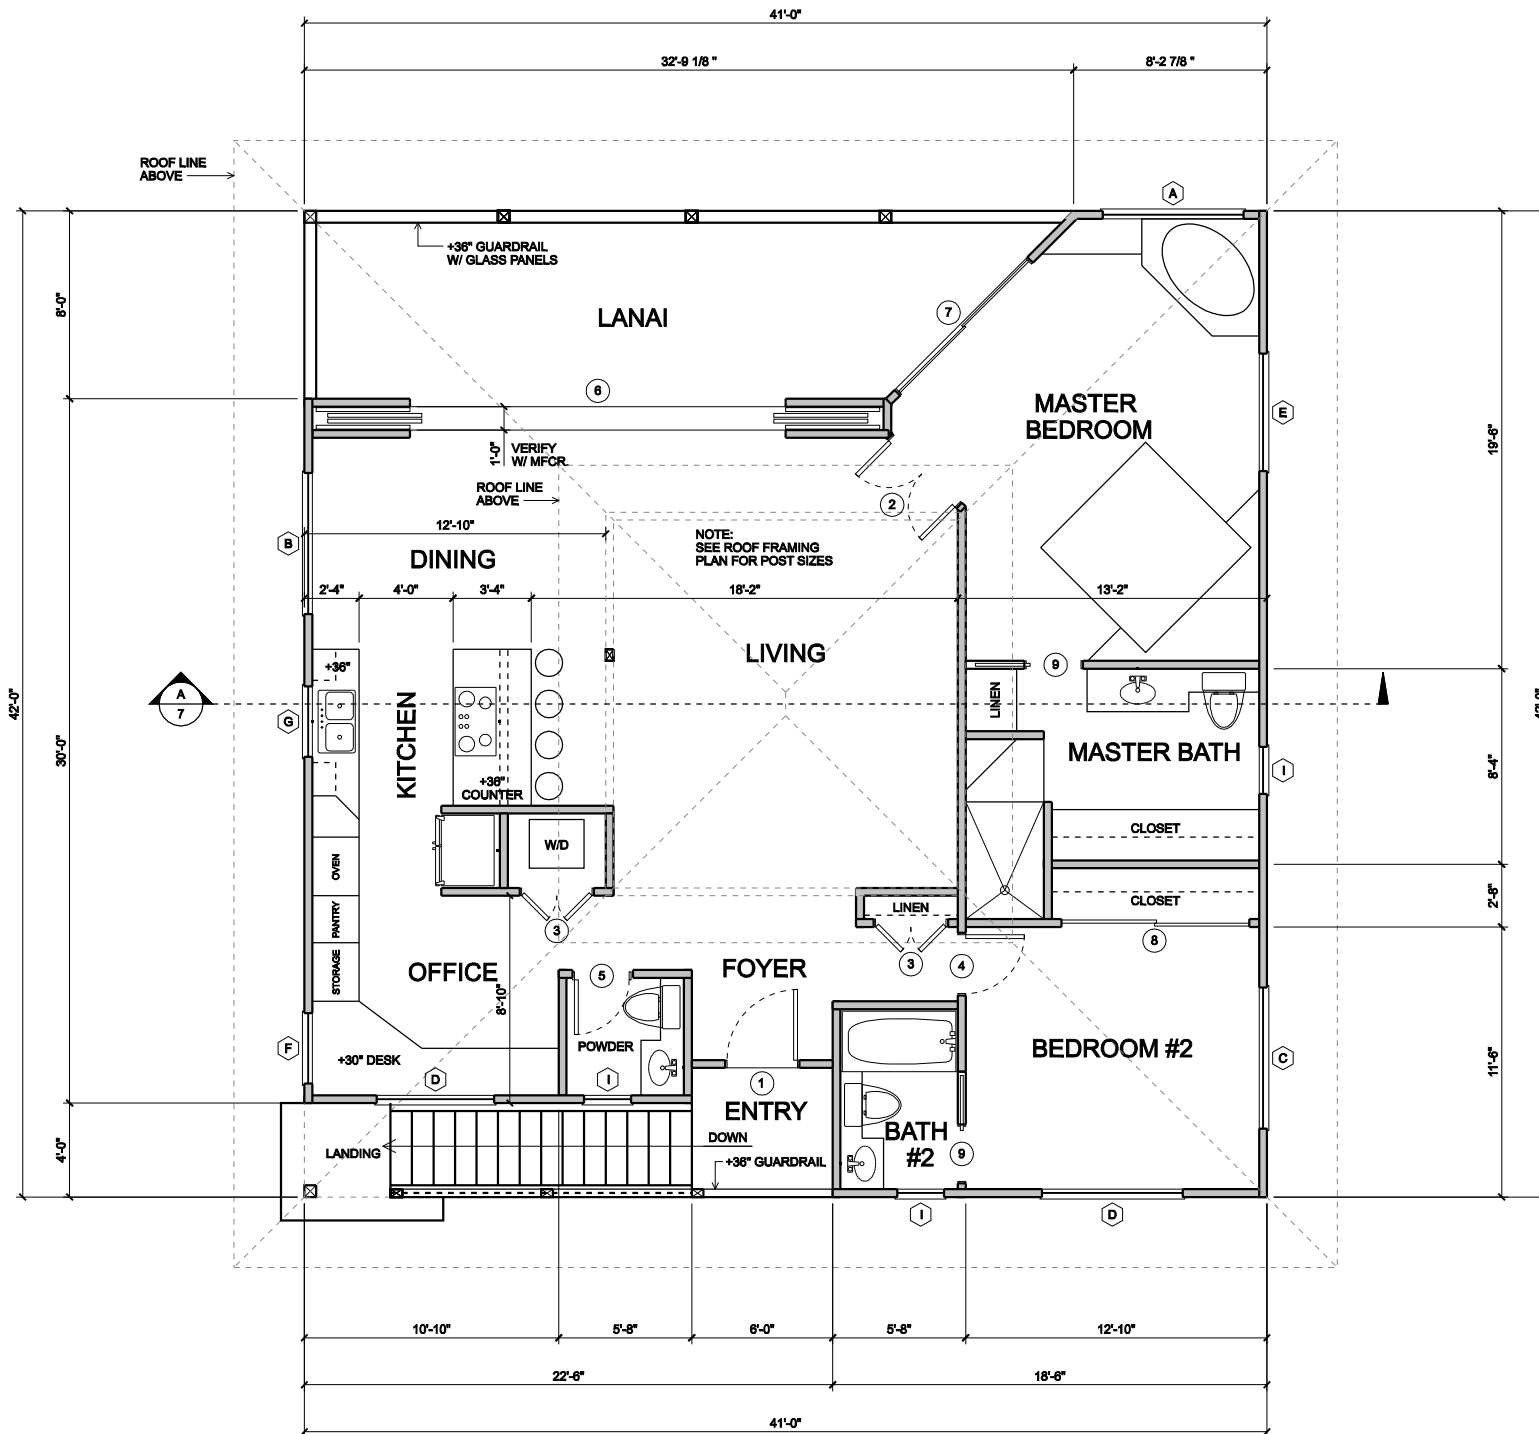 41'-0"
32'-9 1/8 "
8'-2 7/8 "
ROOF LINE
ABOVE
A
+36" GUARDRAIL
W/ GLASS PANELS
8'-0"
LANAI
7
6
MASTER
BEDROOM
E
19'-6"
1'-0"
VERIFY
W/ MFCR.
ROOF LINE
ABOVE
2
12'-10"
NOTE:
SEE ROOF FRAMING
PLAN FOR POST SIZES
B
DINING
2'-4"
4'-0"
3'-4"
18'-2"
13'-2"
LIVING
+36"
9
A
7
42'-0"
30'-0"
G
KITCHEN
LINEN
MASTER BATH
I
8'-4"
+36"
COUNTER
W/D
CLOSET
OVEN
CLOSET
2'-8"
LINEN
PANTRY
3
8
STORAGE
OFFICE
5
FOYER
3
4
8'-10"
POWDER
BEDROOM #2
F
+30" DESK
C
11'-6"
D
I
1
ENTRY
4'-0"
LANDING
DOWN
BATH
#2
9
+36" GUARDRAIL
I
D
10'-10"
5'-8"
6'-0"
5'-8"
12'-10"
22'-6"
18'-6"
41'-0"